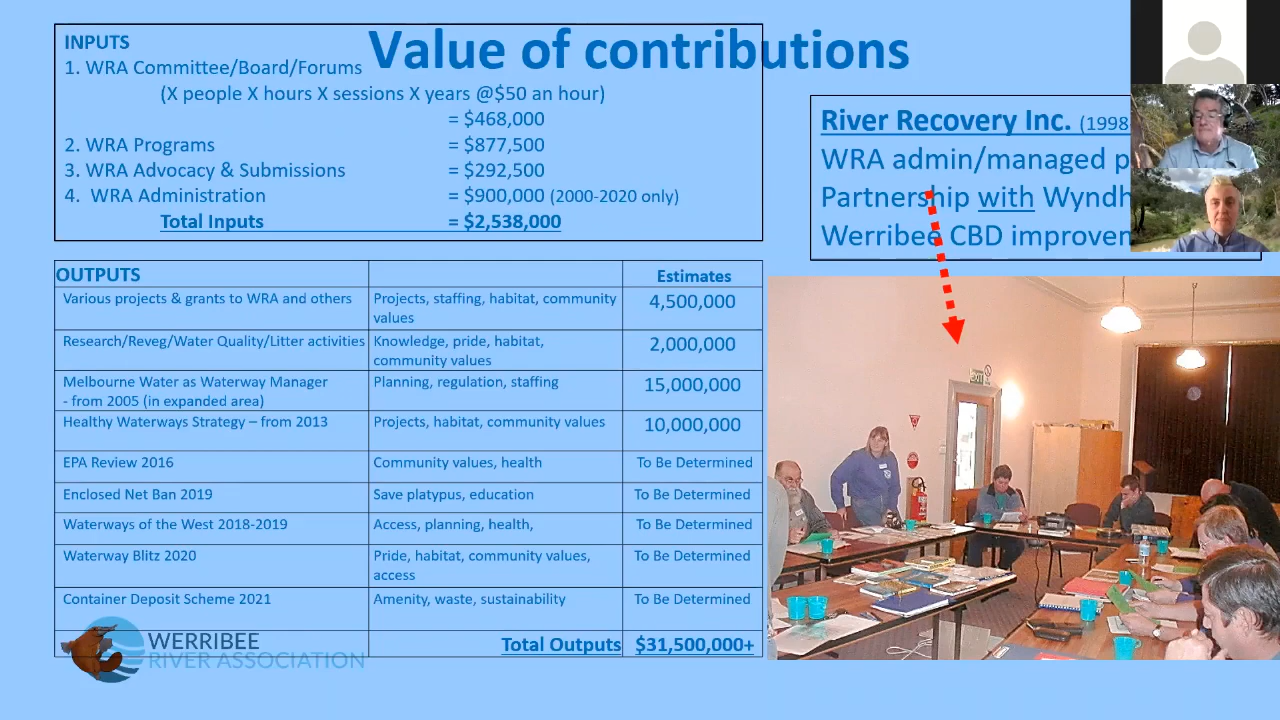 Value of contributions
INPUTS
1. WRA Committee/Board/Forums
(X people X hours X sessions X years @$50 an hour)
= $468,000
2. WRA Programs = $877,500
3. WRA Advocacy & Submissions = $292,500
4. WRA Administration = $900,000 (2000-2020 only)
Total Inputs = $2,538,000
River Recovery Inc. (1998
WRA admin/managed p
Partnership with Wyndh
Werribee CBD improvem
OUTPUTS Estimates
Various projects & grants to WRA and others Projects, staffing, habitat, community 4,500,000
values
Research/Reveg/Water Quality/Litter activities Knowledge, pride, habitat, 2,000,000
community values
Melbourne Water as Waterway Manager Planning, regulation, staffing 15,000,000
- from 2005 (in expanded area)
Healthy Waterways Strategy – from 2013 Projects, habitat, community values 10,000,000
EPA Review 2016 Community values, health To Be Determined
Enclosed Net Ban 2019 Save platypus, education To Be Determined
Waterways of the West 2018-2019 Access, planning, health, To Be Determined
Waterway Blitz 2020 Pride, habitat, community values, To Be Determined
access
Container Deposit Scheme 2021 Amenity, waste, sustainability To Be Determined
Total Outputs $31,500,000+
WERRIBEE
RIVER ASSOCIATION
EXIT